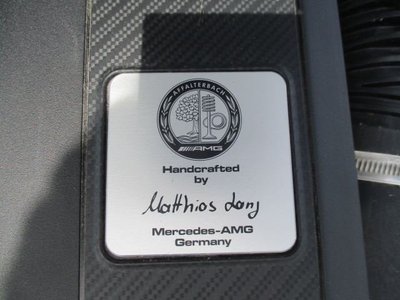 AFFALTERBACH
AMG
Handcrafted
by
Matthias Lang
Mercedes-AMG
Germany